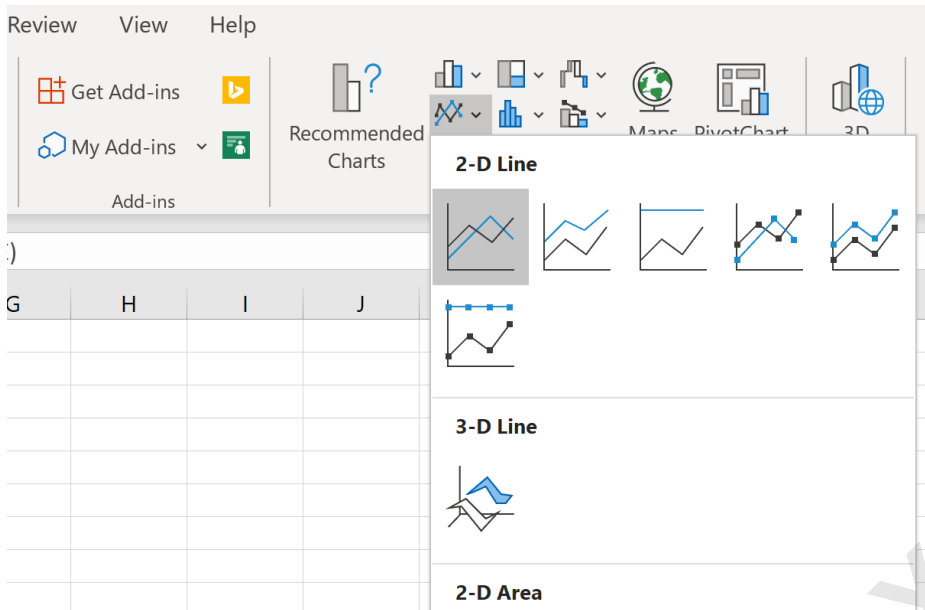 Review View Help
Get Add-ins
My Add-ins
Add-ins
Recommended
Charts
Maps PivotChart 3D
2-D Line
:)
G H I J
3-D Line
2-D Area